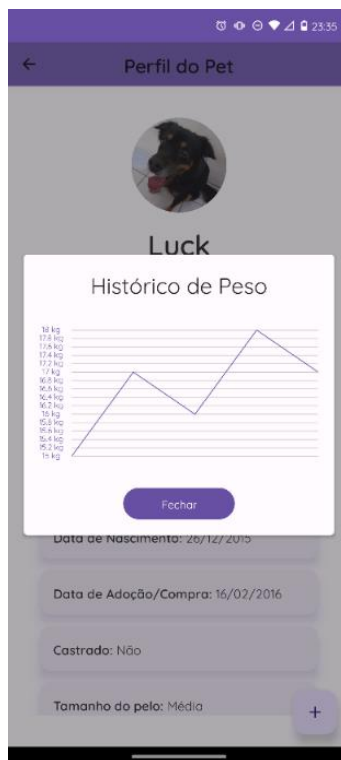 23:35
Perfil do Pet
Luck
Histórico de Peso
18 kg
17.8 kg
17.6 kg
17.4 kg
17.2 kg
17 kg
16.8 kg
16.6 kg
16.4 kg
16.2 kg
16 kg
15.8 kg
15.6 kg
15.4 kg
15.2 kg
15 kg
Fechar
Data de Nascimento: 26/12/2015
Data de Adoção/Compra: 16/02/2016
Castrado: Não
Tamanho do pelo: Média
+